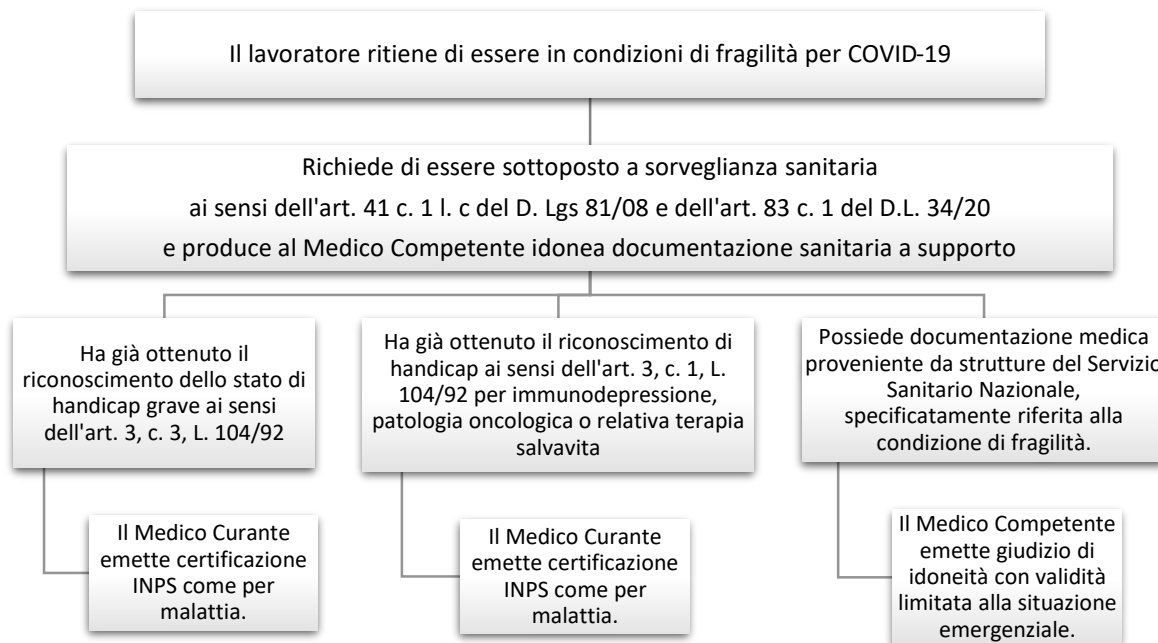 Il lavoratore ritiene di essere in condizioni di fragilità per COVID-19
Richiede di essere sottoposto a sorveglianza sanitaria
ai sensi dell'art. 41 c. 1 l. c del D. Lgs 81/08 e dell'art. 83 c. 1 del D.L. 34/20
e produce al Medico Competente idonea documentazione sanitaria a supporto
Ha già ottenuto il
riconoscimento dello stato di
handicap grave ai sensi
dell'art. 3, c. 3, L. 104/92
Il Medico Curante
emette certificazione
INPS come per
malattia.
Ha già ottenuto il riconoscimento di
handicap ai sensi dell'art. 3, c. 1, L.
104/92 per immunodepressione,
patologia oncologica o relativa terapia
salvavita
Il Medico Curante
emette certificazione
INPS come per
malattia.
Possiede documentazione medica
proveniente da strutture del Servizio
Sanitario Nazionale,
specificatamente riferita alla
condizione di fragilità.
Il Medico Competente
emette giudizio di
idoneità con validità
limitata alla situazione
emergenziale.